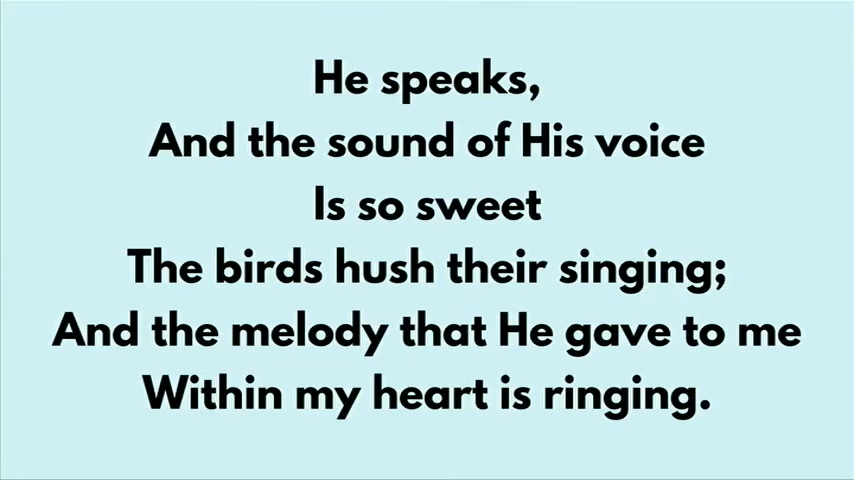 He speaks,
And the sound of His voice
Is so sweet
The birds hush their singing;
And the melody that He gave to me
Within my heart is ringing.